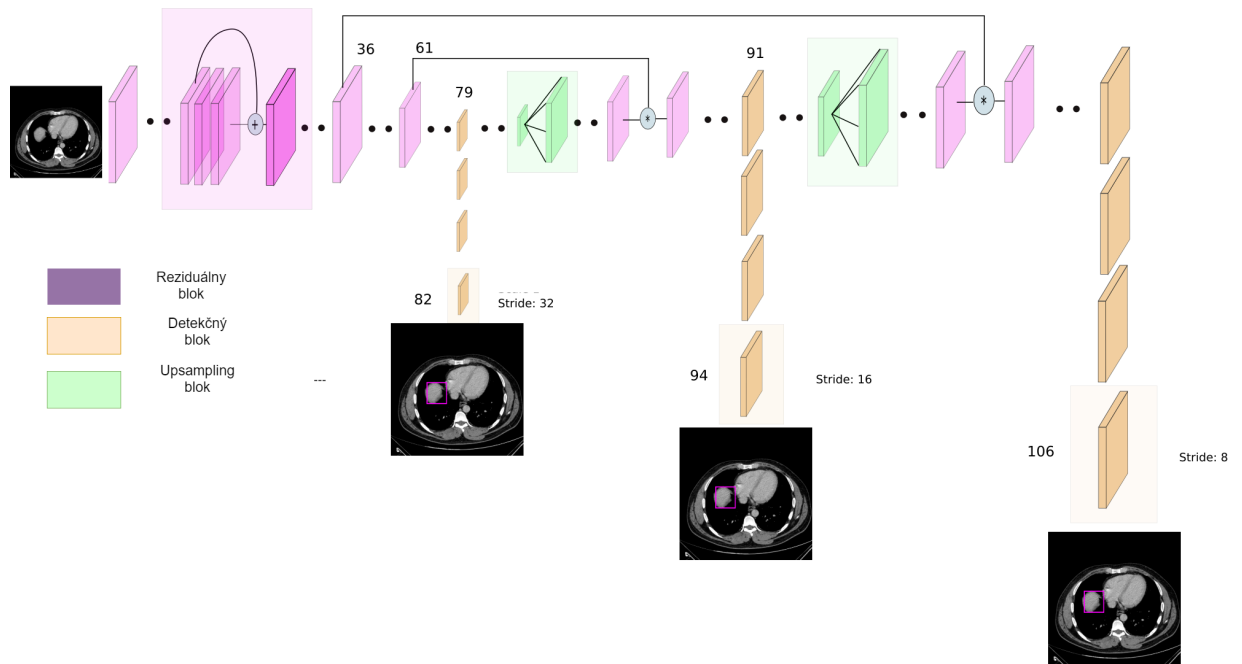 36
61
91
79
+
*
*
Reziduálny
blok
Detekčný
blok
Upsampling
blok
---
82
Stride: 32
94
Stride: 16
106
Stride: 8